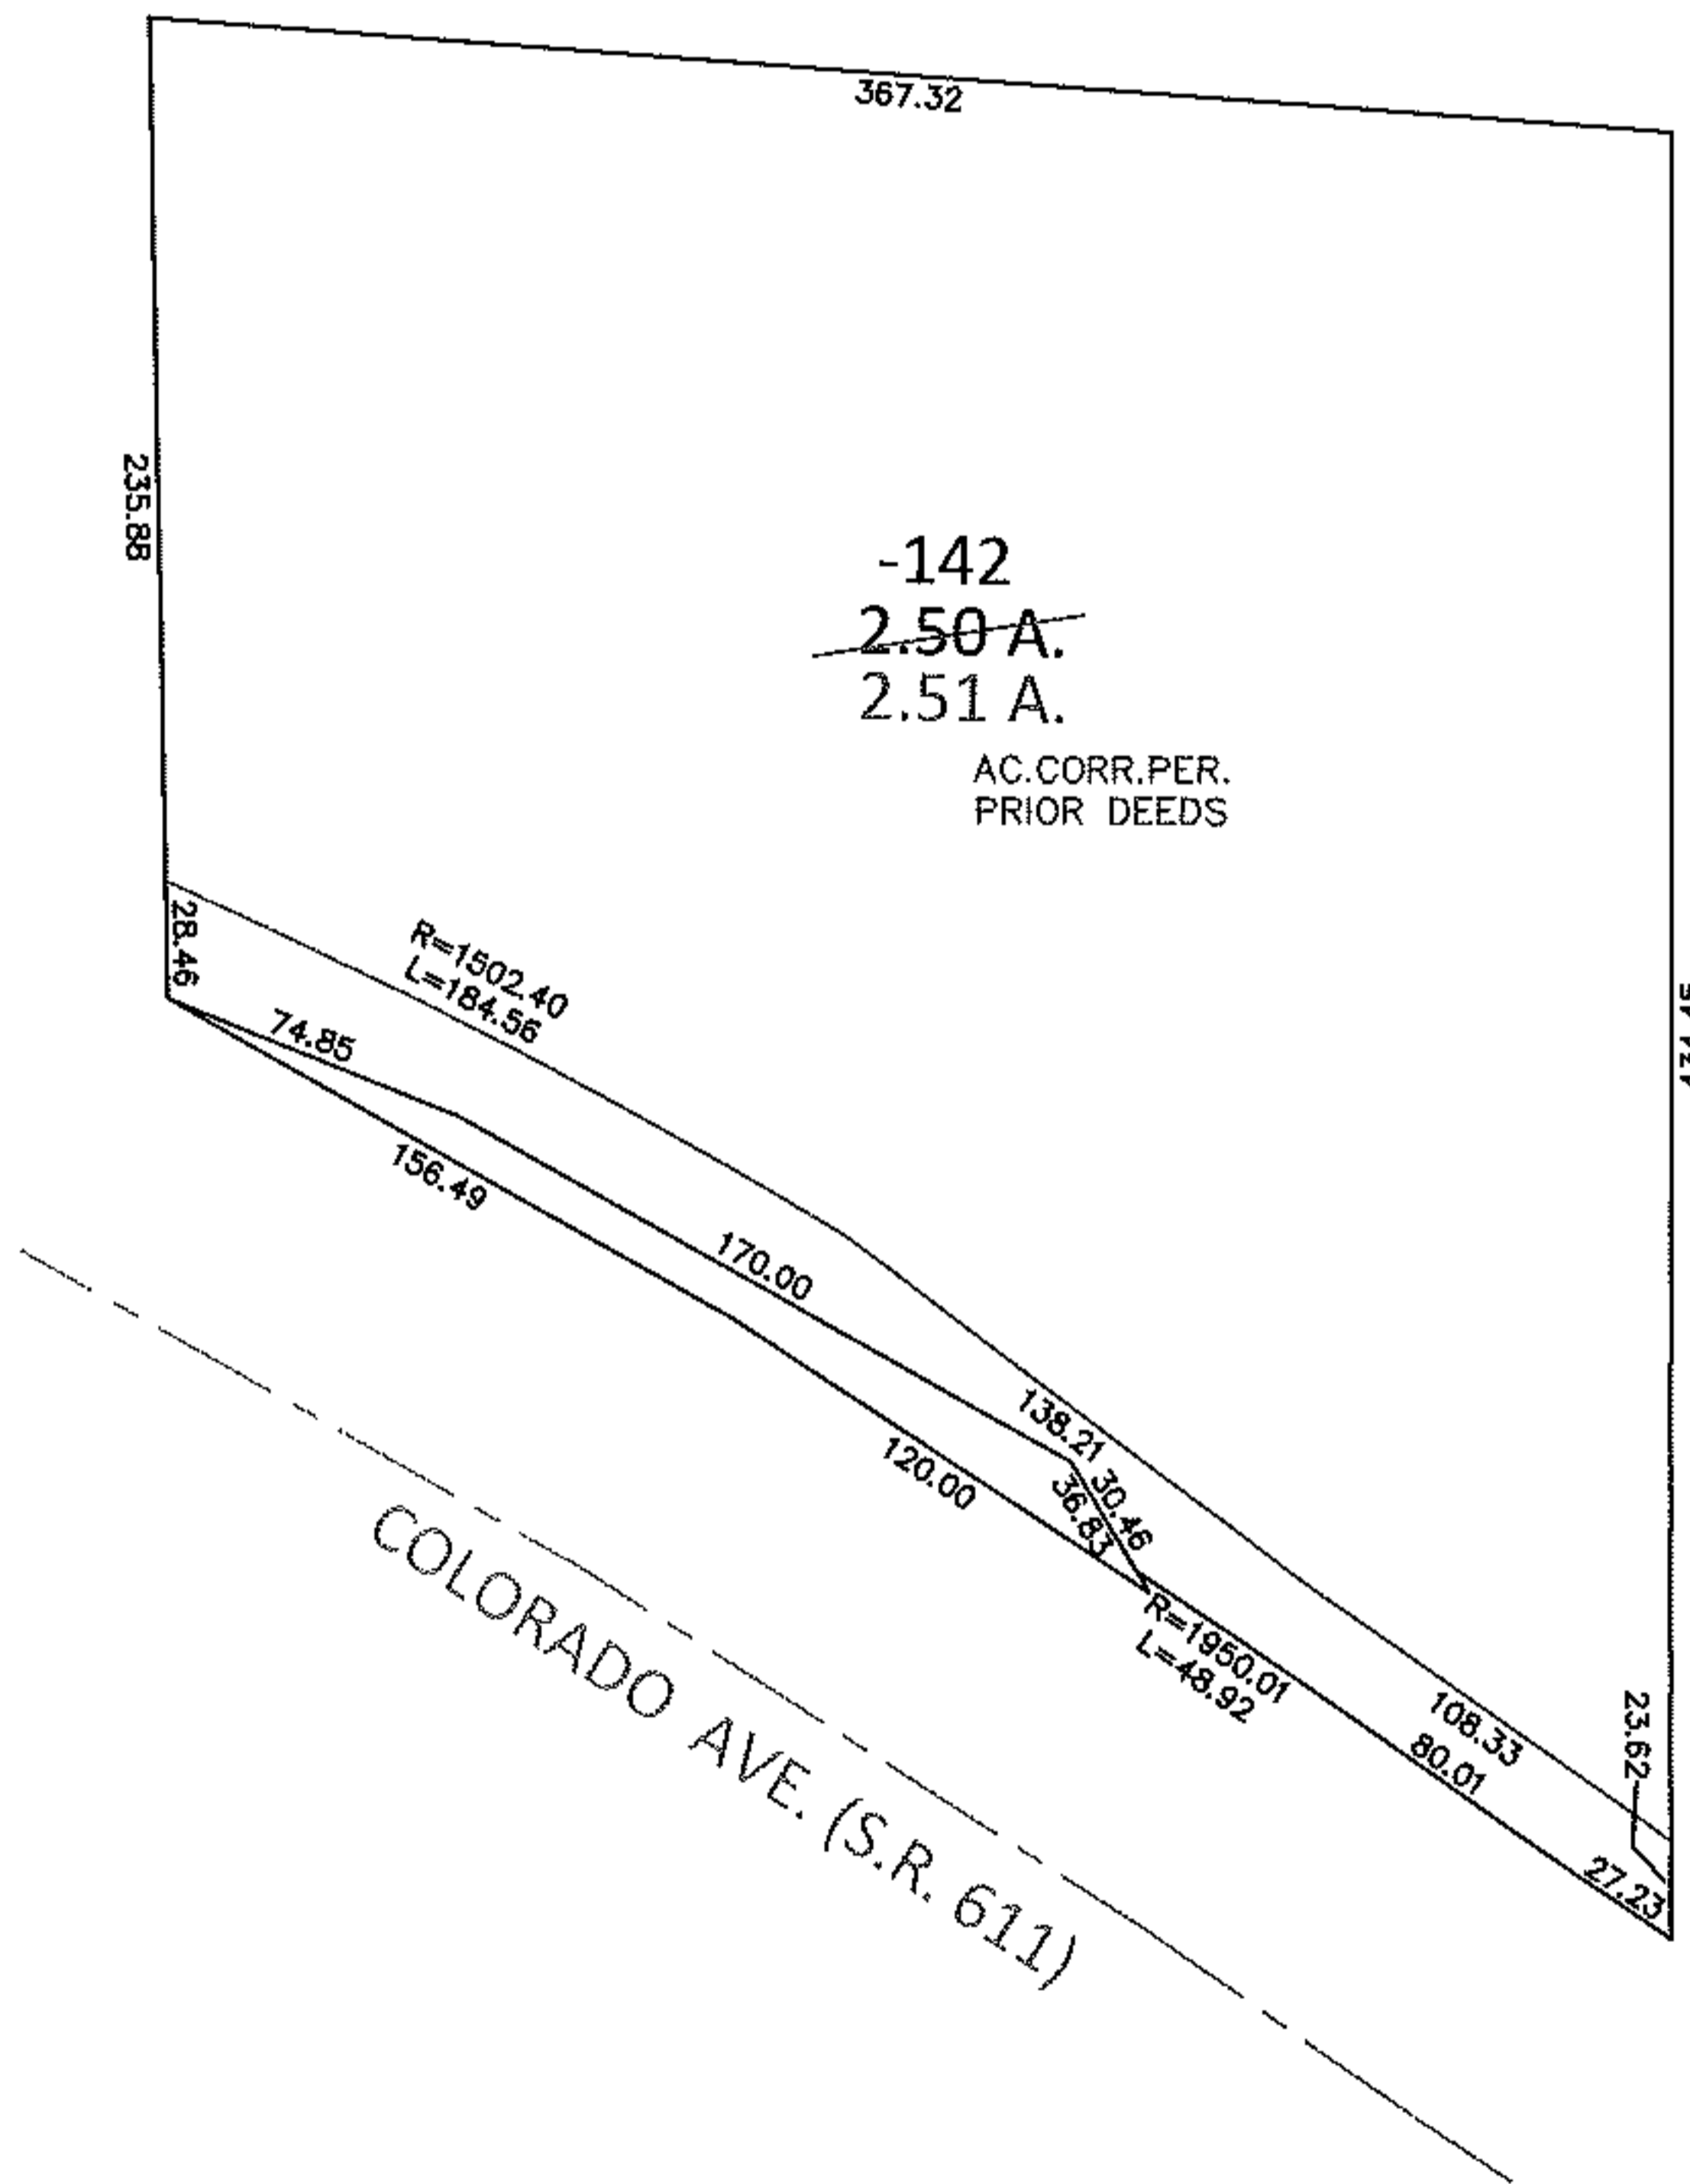 367.32
235.88
-142
2.50 A.
2.51 A.
AC.CORR.PER.
PRIOR DEEDS
28.46
R=1502.40
L=184.56
74.85
156.49
170.00
138.21
30.46
36.83
120.00
R=1950.01
L=48.92
108.33
80.01
23.62
27.23
COLORADO AVE. (S.R. 611)